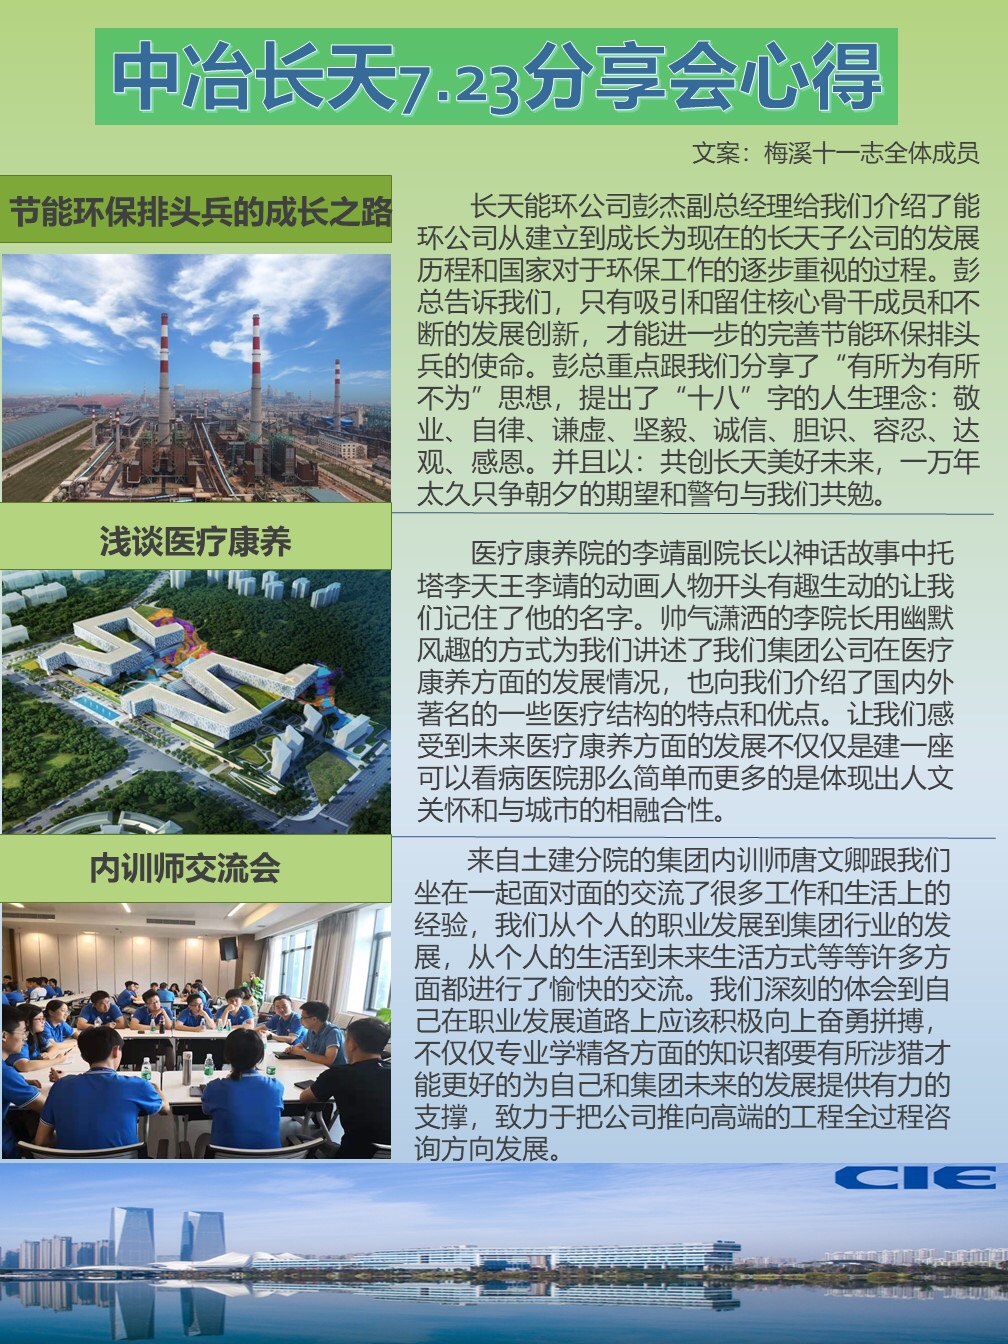 中冶长天7.23分享会心得
文案：梅溪十一志全体成员
节能环保排头兵的成长之路
长天能环公司彭杰副总经理给我们介绍了能
环公司从建立到成长为现在的长天子公司的发展
历程和国家对于环保工作的逐步重视的过程。彭
总告诉我们，只有吸引和留住核心骨干成员和不
断的发展创新，才能进一步的完善节能环保排头
兵的使命。彭总重点跟我们分享了“有所为有所
不为”思想，提出了“十八”字的人生理念：敬
业、自律、谦虚、坚毅、诚信、胆识、容忍、达
观、感恩。并且以：共创长天美好未来，一万年
太久只争朝夕的期望和警句与我们共勉。
浅谈医疗康养
医疗康养院的李靖副院长以神话故事中托
塔李天王李靖的动画人物开头有趣生动的让我
们记住了他的名字。帅气潇洒的李院长用幽默
风趣的方式为我们讲述了我们集团公司在医疗
康养方面的发展情况，也向我们介绍了国内外
著名的一些医疗结构的特点和优点。让我们感
受到未来医疗康养方面的发展不仅仅是建一座
可以看病医院那么简单而更多的是体现出人文
关怀和与城市的相融合性。
内训师交流会
来自土建分院的集团内训师唐文卿跟我们
坐在一起面对面的交流了很多工作和生活上的
经验，我们从个人的职业发展到集团行业的发
展，从个人的生活到未来生活方式等等许多方
面都进行了愉快的交流。我们深刻的体会到自
己在职业发展道路上应该积极向上奋勇拼搏，
不仅仅专业学精各方面的知识都要有所涉猎才
能更好的为自己和集团未来的发展提供有力的
支撑，致力于把公司推向高端的工程全过程咨
询方向发展。
CIE